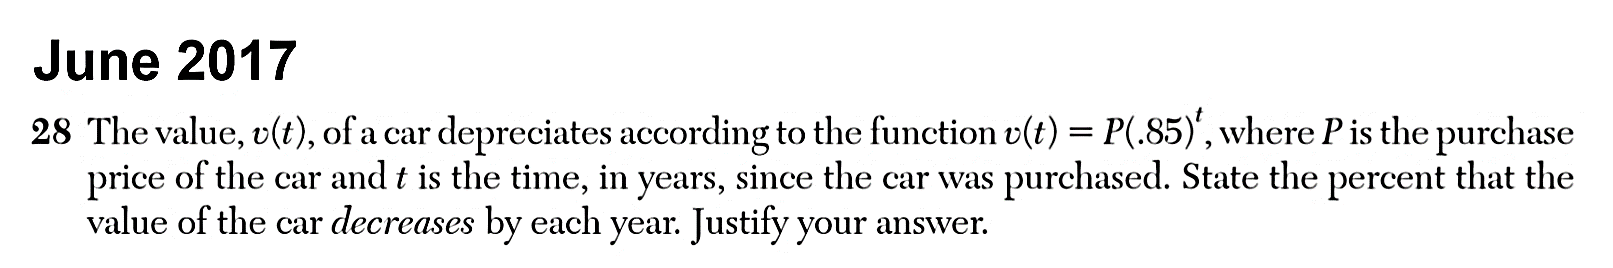 June 2017
28 The value, v(t), of a car depreciates according to the function v(t) = P(.85)^t, where P is the purchase
price of the car and t is the time, in years, since the car was purchased. State the percent that the
value of the car decreases by each year. Justify your answer.